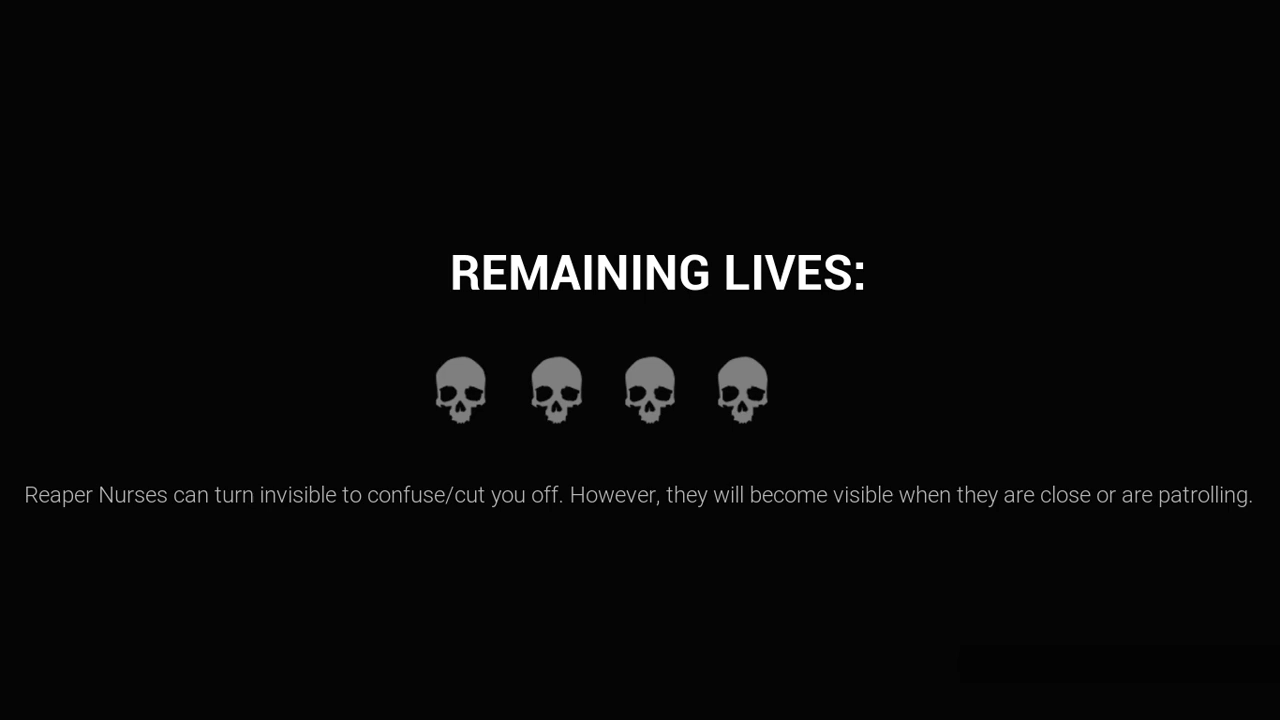 REMAINING LIVES:
Reaper Nurses can turn invisible to confuse/cut you off. However, they will become visible when they are close or are patrolling.